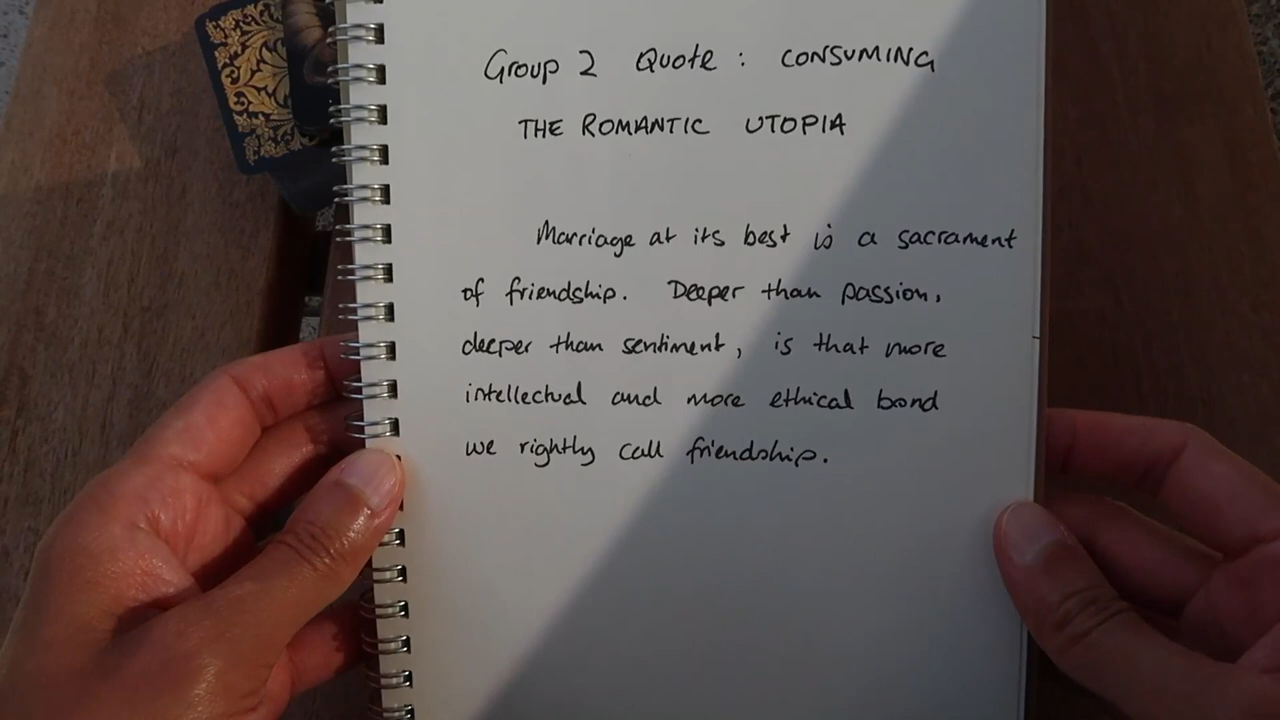 Group 2 Quote : CONSUMING
THE ROMANTIC UTOPIA
Marriage at its best is a sacrament
of friendship. Deeper than passion,
deeper than sentiment, is that more
intellectual and more ethical bond
we rightly call friendship.